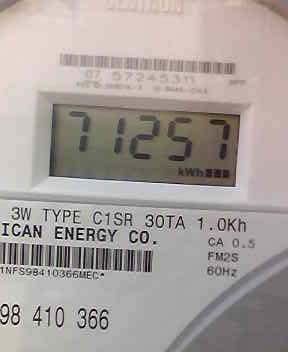 CENTRON
07 57245311
71257
kWh
3W TYPE C1SR 30TA 1.0Kh
ICAN ENERGY CO. CA 0.5
FM2S
60Hz
1NFS98410366MEC*
98 410 366